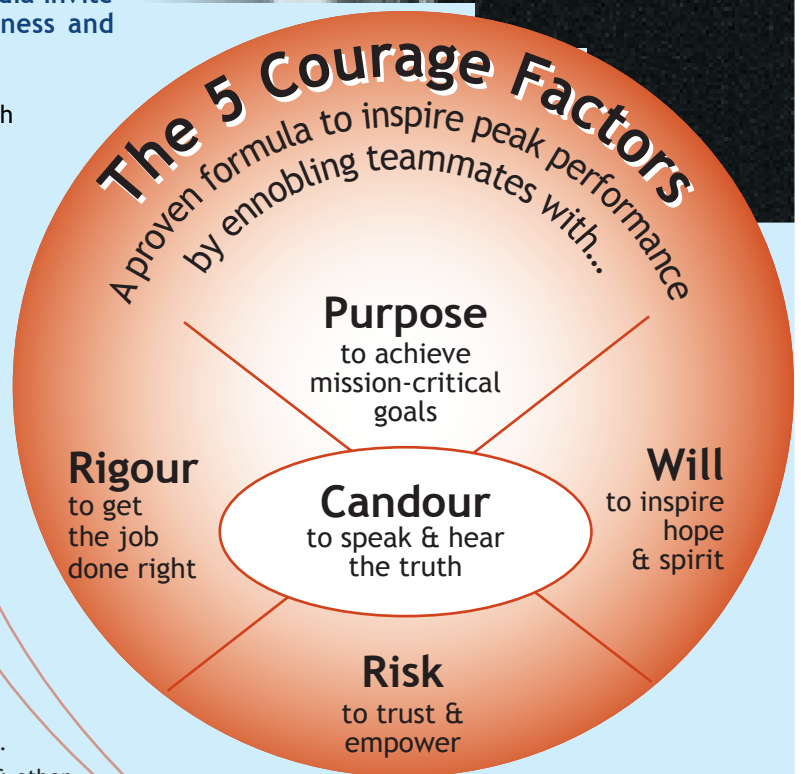 invite
ness and
h
The 5 Courage Factors
A proven formula to inspire peak performance
by ennobling teammates with...
Purpose
to achieve
mission-critical
goals
Rigour
to get
the job
done right
Candour
to speak & hear
the truth
Will
to inspire
hope
& spirit
Risk
to trust &
empower
.